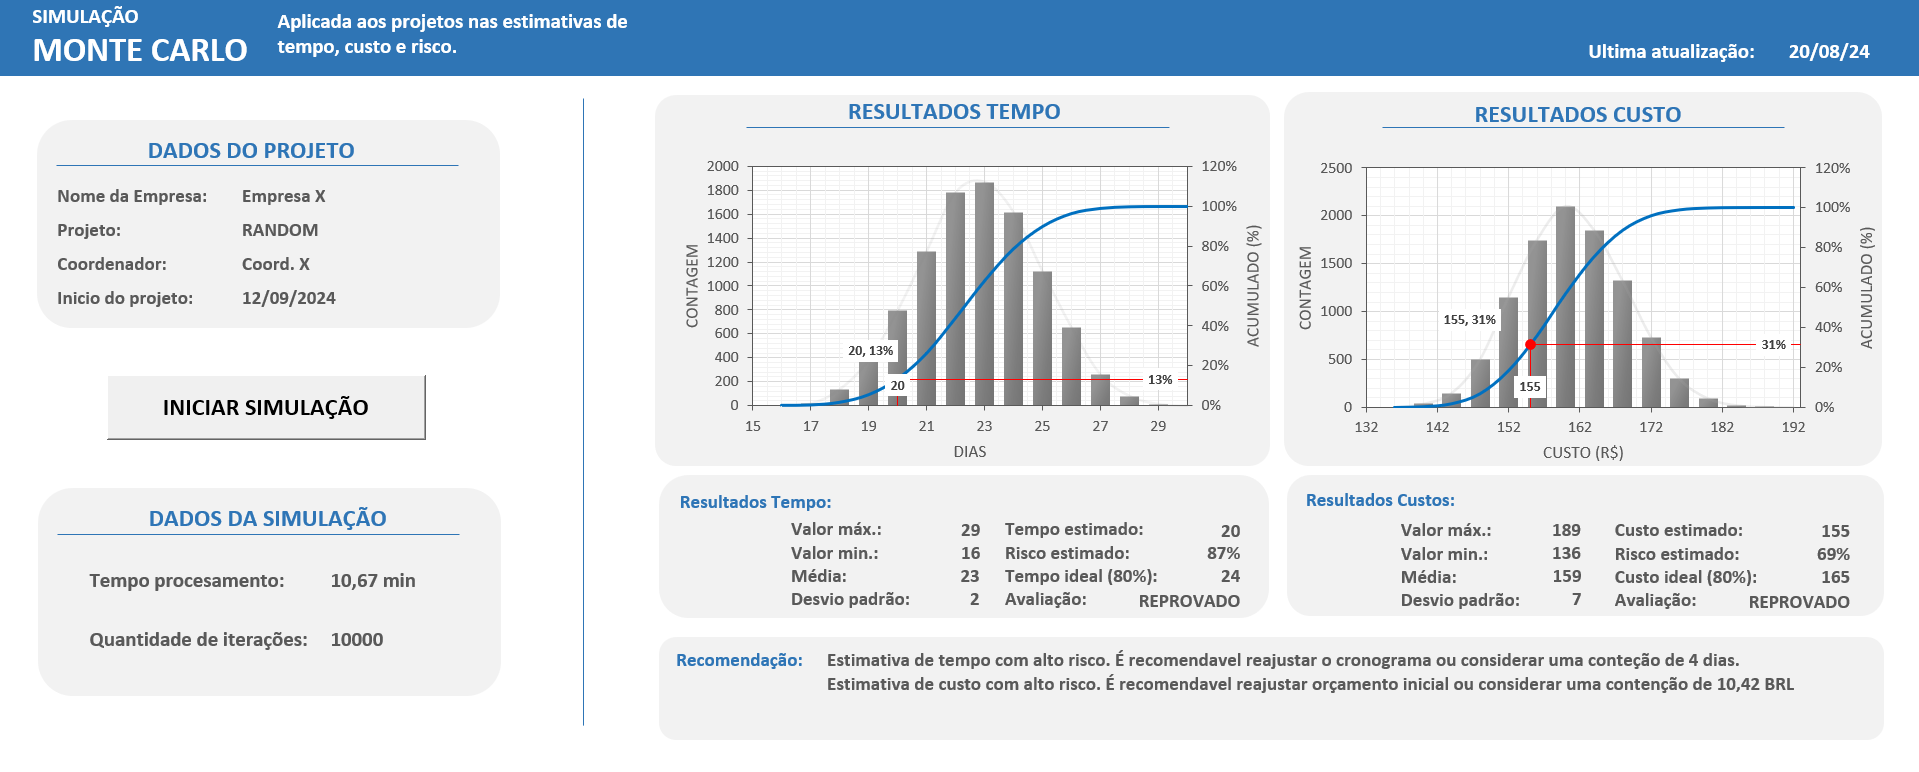 SIMULAÇÃO
MONTE CARLO
Aplicada aos projetos nas estimativas de
tempo, custo e risco.
Ultima atualização: 20/08/24
DADOS DO PROJETO
Nome da Empresa: Empresa X
Projeto: RANDOM
Coordenador: Coord. X
Inicio do projeto: 12/09/2024
INICIAR SIMULAÇÃO
DADOS DA SIMULAÇÃO
Tempo procesamento: 10,67 min
Quantidade de iterações: 10000
RESULTADOS TEMPO
2000
1800
1600
1400
1200
1000
800
600
400
200
0
CONTAGEM
120%
100%
80%
60%
40%
20%
0%
ACUMULADO (%)
20, 13%
20
13%
15 17 19 21 23 25 27 29
DIAS
RESULTADOS CUSTO
2500
2000
1500
1000
500
0
CONTAGEM
120%
100%
80%
60%
40%
20%
0%
ACUMULADO (%)
155, 31%
31%
155
132 142 152 162 172 182 192
CUSTO (R$)
Resultados Tempo:
Valor máx.: 29 Tempo estimado: 20
Valor min.: 16 Risco estimado: 87%
Média: 23 Tempo ideal (80%): 24
Desvio padrão: 2 Avaliação: REPROVADO
Resultados Custos:
Valor máx.: 189 Custo estimado: 155
Valor min.: 136 Risco estimado: 69%
Média: 159 Custo ideal (80%): 165
Desvio padrão: 7 Avaliação: REPROVADO
Recomendação: Estimativa de tempo com alto risco. É recomendavel reajustar o cronograma ou considerar uma conteção de 4 dias.
Estimativa de custo com alto risco. É recomendavel reajustar orçamento inicial ou considerar uma contenção de 10,42 BRL